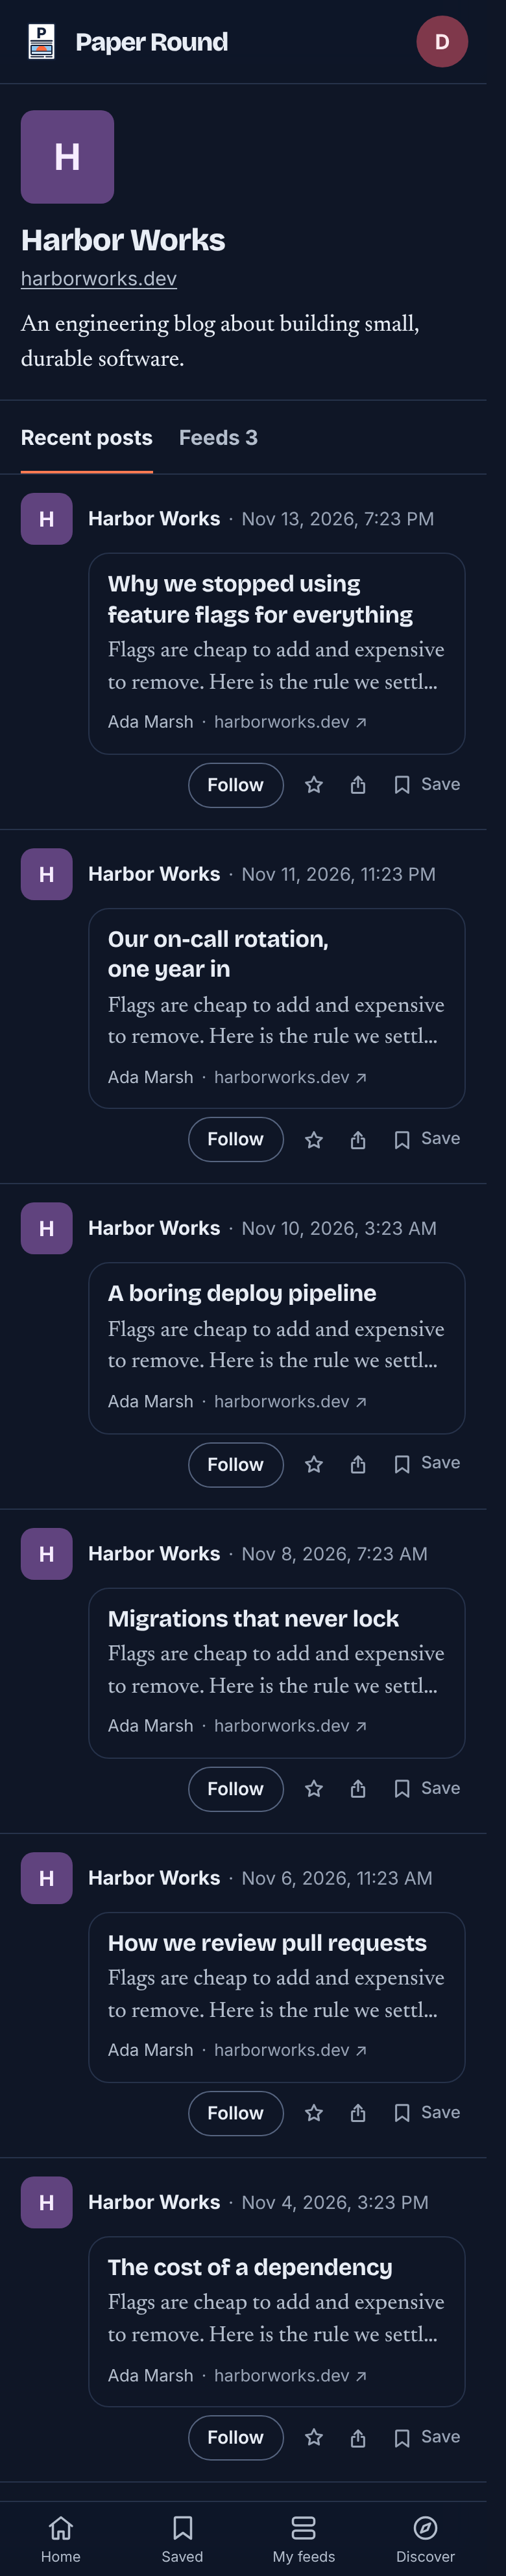 P
Paper Round
D
H
Harbor Works
harborworks.dev
An engineering blog about building small,
durable software.
Recent posts Feeds 3
H Harbor Works · Nov 13, 2026, 7:23 PM
Why we stopped using
feature flags for everything
Flags are cheap to add and expensive
to remove. Here is the rule we settl...
Ada Marsh · harborworks.dev ↗
Follow Save
H Harbor Works · Nov 11, 2026, 11:23 PM
Our on-call rotation,
one year in
Flags are cheap to add and expensive
to remove. Here is the rule we settl...
Ada Marsh · harborworks.dev ↗
Follow Save
H Harbor Works · Nov 10, 2026, 3:23 AM
A boring deploy pipeline
Flags are cheap to add and expensive
to remove. Here is the rule we settl...
Ada Marsh · harborworks.dev ↗
Follow Save
H Harbor Works · Nov 8, 2026, 7:23 AM
Migrations that never lock
Flags are cheap to add and expensive
to remove. Here is the rule we settl...
Ada Marsh · harborworks.dev ↗
Follow Save
H Harbor Works · Nov 6, 2026, 11:23 AM
How we review pull requests
Flags are cheap to add and expensive
to remove. Here is the rule we settl...
Ada Marsh · harborworks.dev ↗
Follow Save
H Harbor Works · Nov 4, 2026, 3:23 PM
The cost of a dependency
Flags are cheap to add and expensive
to remove. Here is the rule we settl...
Ada Marsh · harborworks.dev ↗
Follow Save
Home Saved My feeds Discover